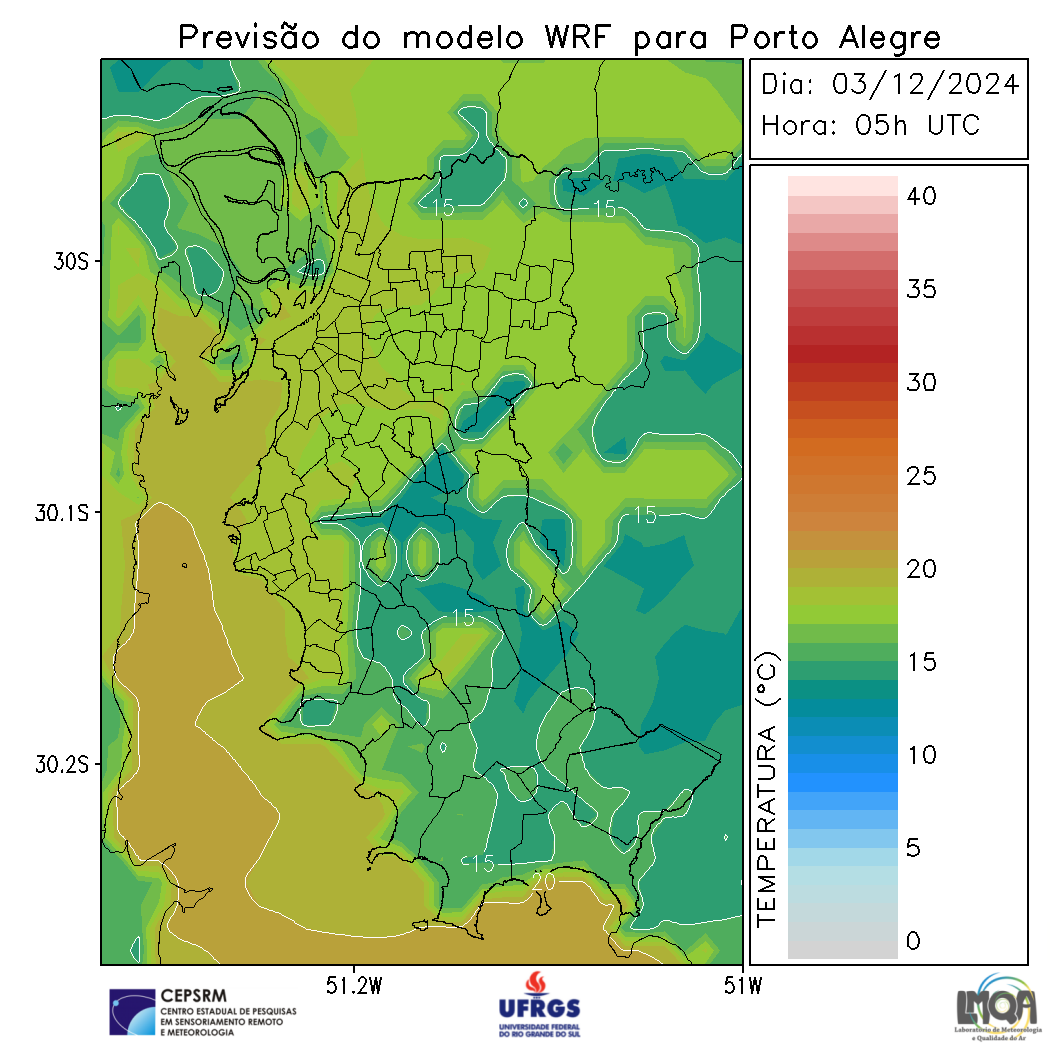 Previsão do modelo WRF para Porto Alegre
Dia: 03/12/2024
Hora: 05h UTC
30S
30.1S
30.2S
51.2W
51W
15
15
15
15
15
20
TEMPERATURA (°C)
40
35
30
25
20
15
10
5
0
CEPSRM
CENTRO ESTADUAL DE PESQUISAS
EM SENSORIAMENTO REMOTO
E METEOROLOGIA
UFRGS
UNIVERSIDADE FEDERAL
DO RIO GRANDE DO SUL
LMQA
Laboratório de Meteorologia
e Qualidade do Ar